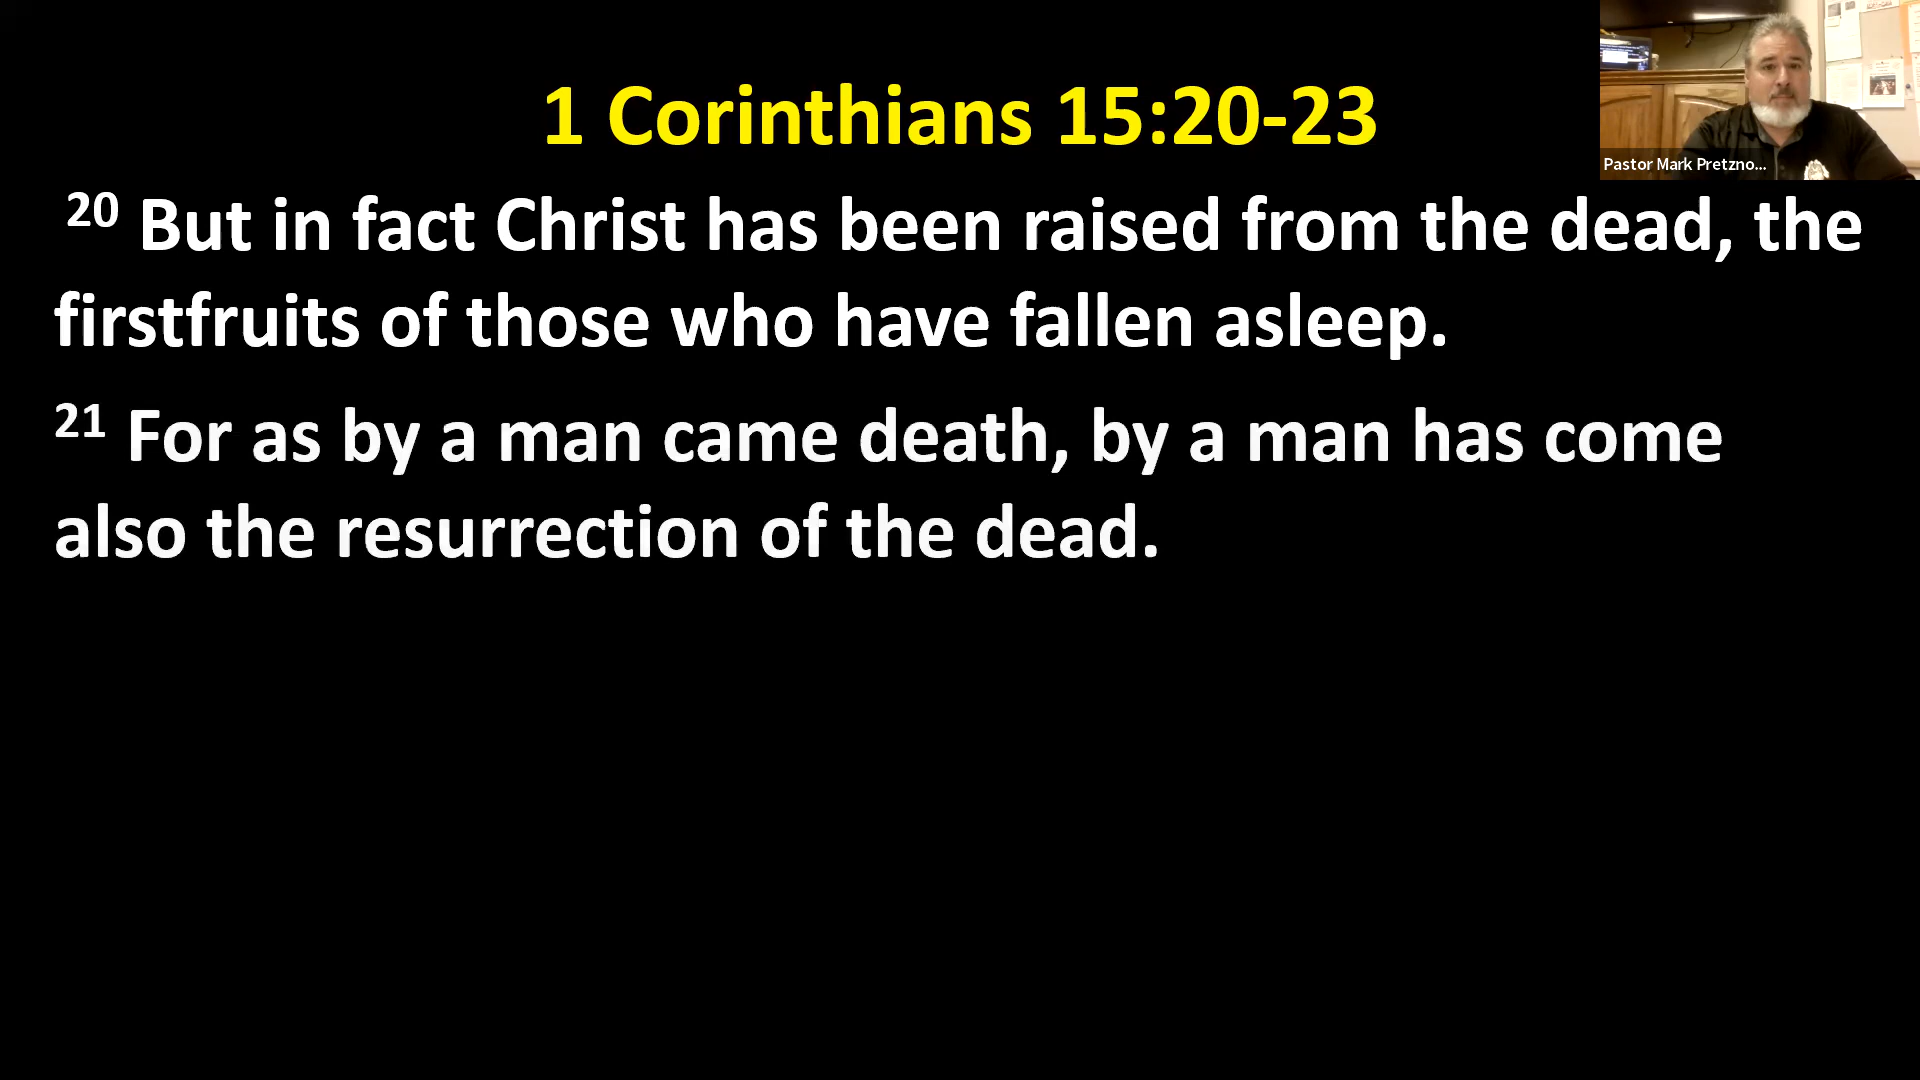 1 Corinthians 15:20-23
Pastor Mark Pretzno...
20 But in fact Christ has been raised from the dead, the
firstfruits of those who have fallen asleep.
21 For as by a man came death, by a man has come
also the resurrection of the dead.